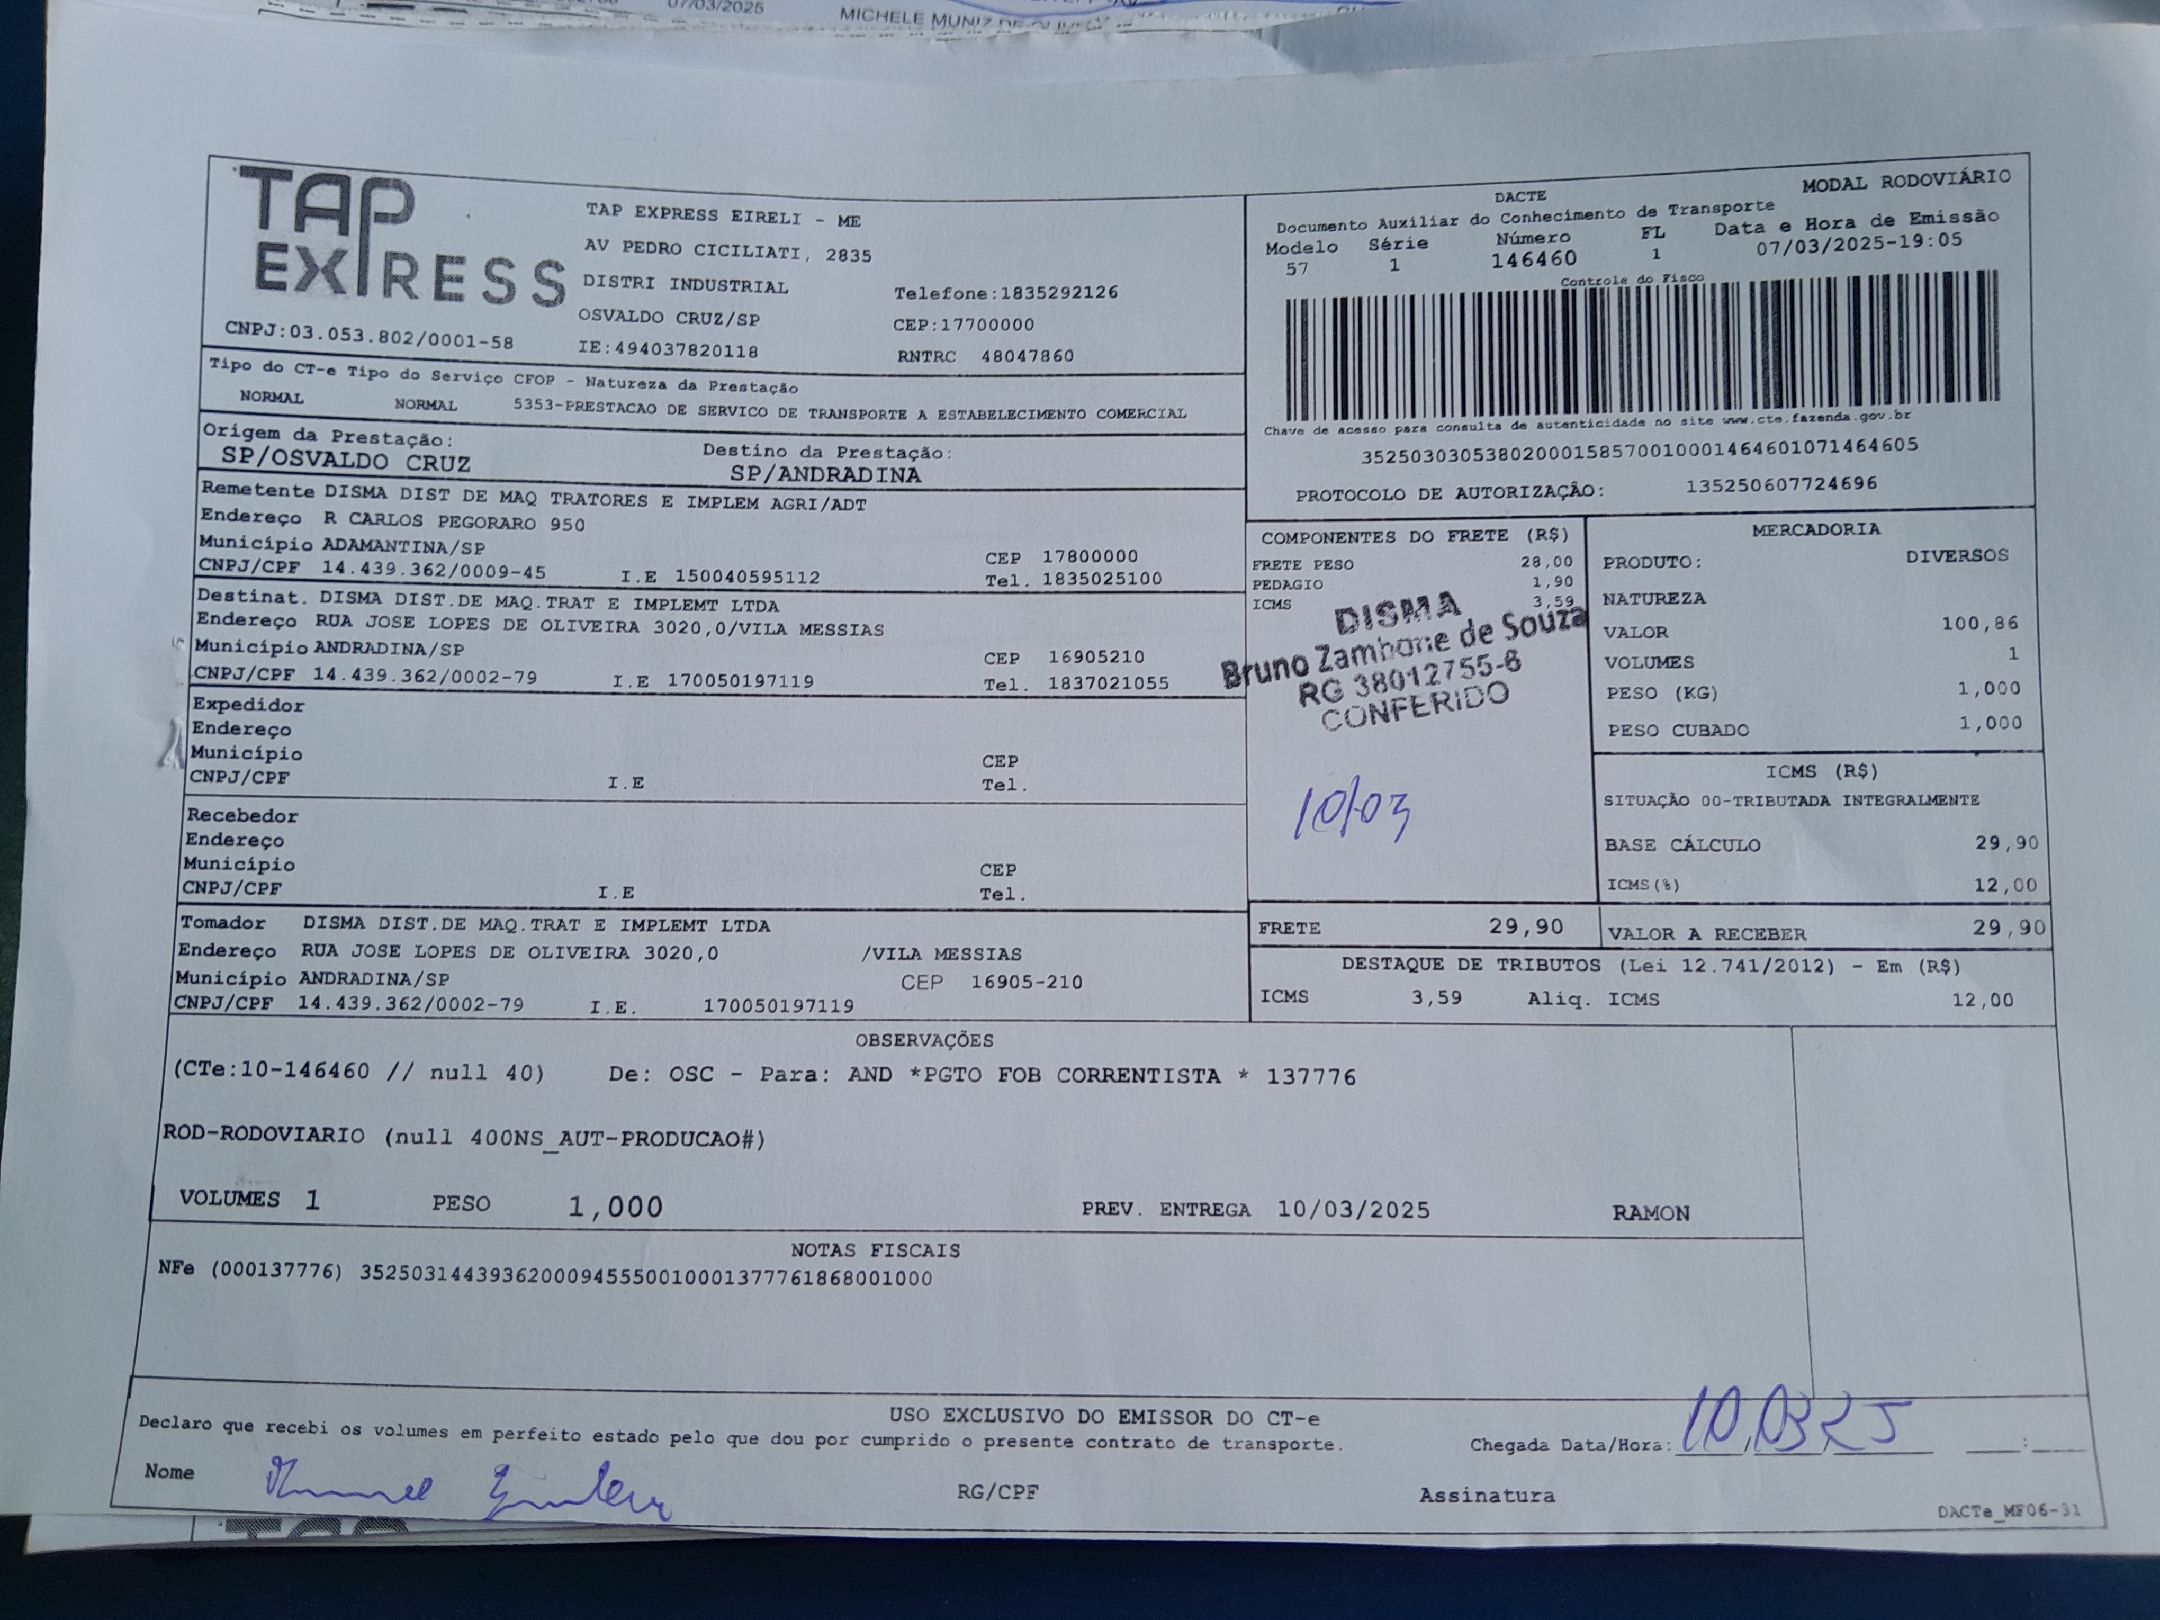 07/03/2025
MICHELE MUNIZ DE
TAP EXPRESS
CNPJ:03.053.802/0001-58
TAP EXPRESS EIRELI - ME
AV PEDRO CICILIATI, 2835
DISTRI INDUSTRIAL Telefone:1835292126
OSVALDO CRUZ/SP CEP:17700000
IE:494037820118 RNTRC 48047860
DACTE MODAL RODOVIÁRIO
Documento Auxiliar do Conhecimento de Transporte
Modelo Série Número FL Data e Hora de Emissão
57 1 146460 1 07/03/2025-19:05
Controle do Fisco
Chave de acesso para consulta de autenticidade no site www.cte.fazenda.gov.br
35250303053802000158570010001464601071464605
PROTOCOLO DE AUTORIZAÇÃO: 135250607724696
Tipo do CT-e Tipo do Serviço CFOP - Natureza da Prestação
NORMAL NORMAL 5353-PRESTACAO DE SERVICO DE TRANSPORTE A ESTABELECIMENTO COMERCIAL
Origem da Prestação: Destino da Prestação:
SP/OSVALDO CRUZ SP/ANDRADINA
Remetente DISMA DIST DE MAQ TRATORES E IMPLEM AGRI/ADT
Endereço R CARLOS PEGORARO 950
Município ADAMANTINA/SP CEP 17800000
CNPJ/CPF 14.439.362/0009-45 I.E 150040595112 Tel. 1835025100
Destinat. DISMA DIST.DE MAQ.TRAT E IMPLEMT LTDA
Endereço RUA JOSE LOPES DE OLIVEIRA 3020,0/VILA MESSIAS
Município ANDRADINA/SP CEP 16905210
CNPJ/CPF 14.439.362/0002-79 I.E 170050197119 Tel. 1837021055
Expedidor
Endereço
Município CEP
CNPJ/CPF I.E Tel.
Recebedor
Endereço
Município CEP
CNPJ/CPF I.E Tel.
Tomador DISMA DIST.DE MAQ.TRAT E IMPLEMT LTDA
Endereço RUA JOSE LOPES DE OLIVEIRA 3020,0 /VILA MESSIAS
Município ANDRADINA/SP CEP 16905-210
CNPJ/CPF 14.439.362/0002-79 I.E. 170050197119
COMPONENTES DO FRETE (R$)
FRETE PESO 28,00
PEDAGIO 1,90
ICMS 3,59
DISMA
Bruno Zambone de Souza
RG 38012755-8
CONFERIDO
10/03
MERCADORIA
PRODUTO: DIVERSOS
NATUREZA
VALOR 100,86
VOLUMES 1
PESO (KG) 1,000
PESO CUBADO 1,000
ICMS (R$)
SITUAÇÃO 00-TRIBUTADA INTEGRALMENTE
BASE CÁLCULO 29,90
ICMS(%) 12,00
FRETE 29,90 VALOR A RECEBER 29,90
DESTAQUE DE TRIBUTOS (Lei 12.741/2012) - Em (R$)
ICMS 3,59 Aliq. ICMS 12,00
OBSERVAÇÕES
(CTe:10-146460 // null 40) De: OSC - Para: AND *PGTO FOB CORRENTISTA * 137776
ROD-RODOVIARIO (null 400NS_AUT-PRODUCAO#)
VOLUMES 1 PESO 1,000 PREV. ENTREGA 10/03/2025 RAMON
NOTAS FISCAIS
NFe (000137776) 35250314439362000945550010001377761868001000
USO EXCLUSIVO DO EMISSOR DO CT-e
Declaro que recebi os volumes em perfeito estado pelo que dou por cumprido o presente contrato de transporte. Chegada Data/Hora: 10,03 25 :
Nome RG/CPF Assinatura
DACTe_MF06-31